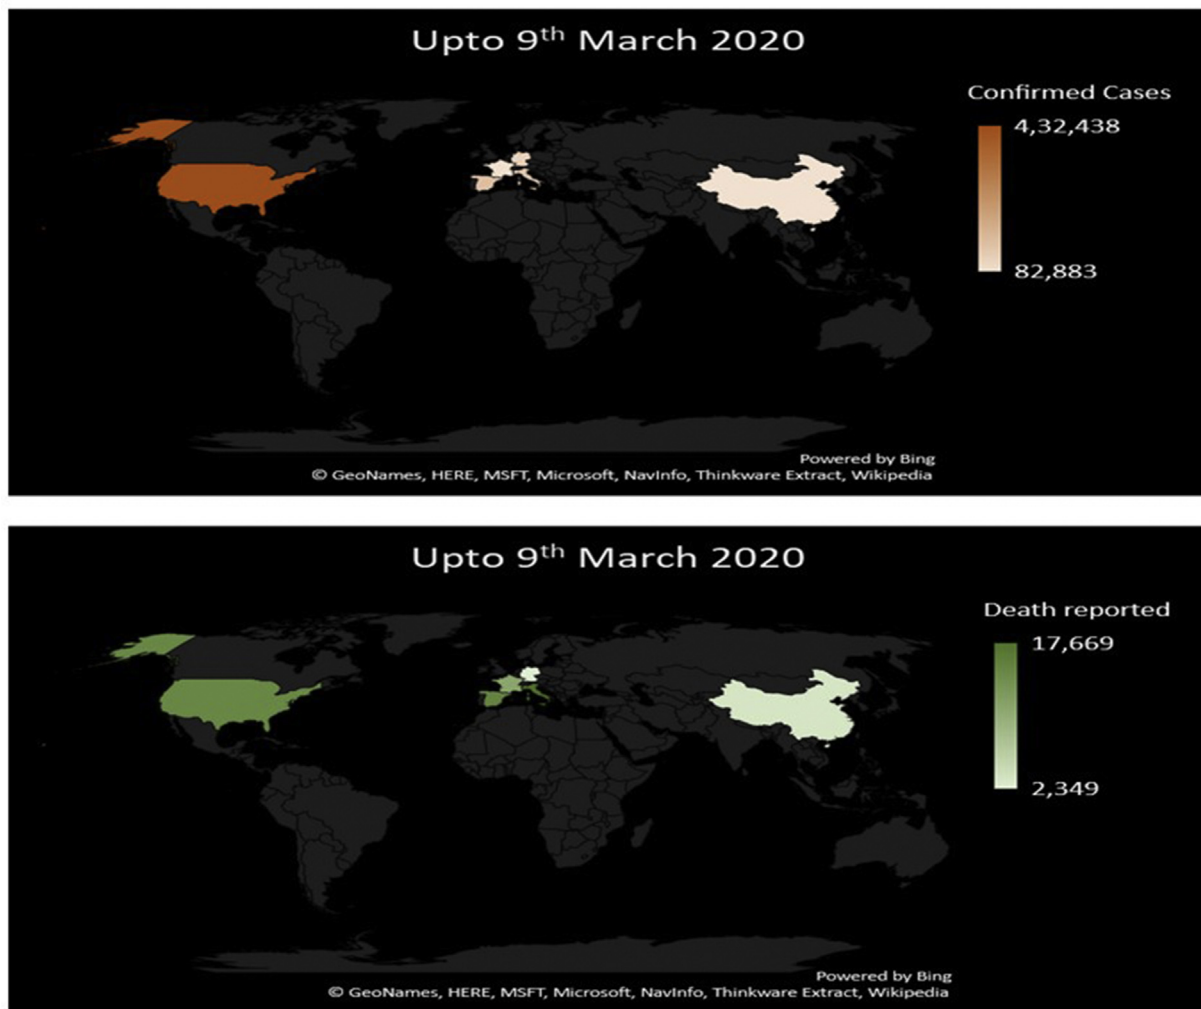 Upto 9th March 2020
Confirmed Cases
4,32,438
82,883
Powered by Bing
© GeoNames, HERE, MSFT, Microsoft, NavInfo, Thinkware Extract, Wikipedia
Upto 9th March 2020
Death reported
17,669
2,349
Powered by Bing
© GeoNames, HERE, MSFT, Microsoft, NavInfo, Thinkware Extract, Wikipedia